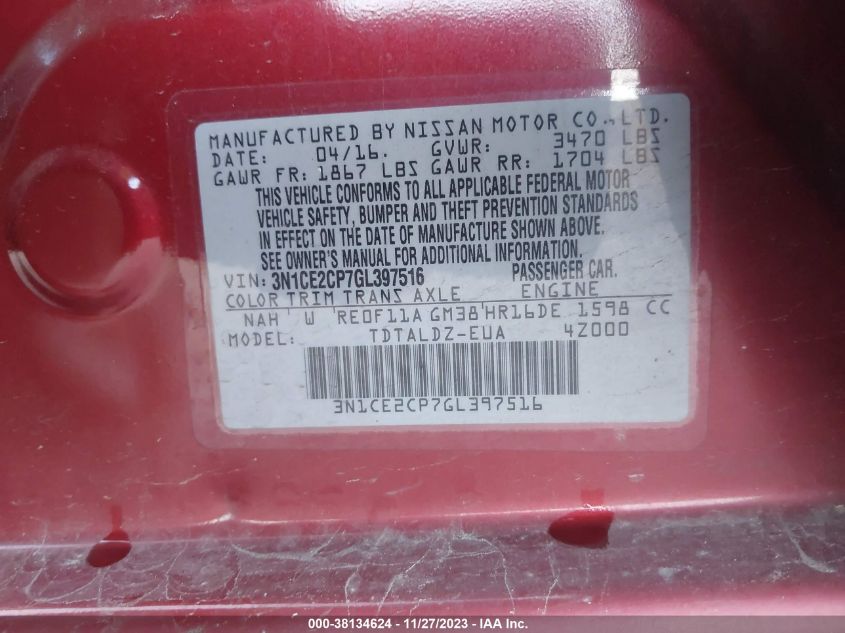 MANUFACTURED BY NISSAN MOTOR CO.,LTD.
DATE: 04/16. GVWR: 3470 LBS
GAWR FR: 1867 LBS GAWR RR: 1704 LBS
THIS VEHICLE CONFORMS TO ALL APPLICABLE FEDERAL MOTOR
VEHICLE SAFETY, BUMPER AND THEFT PREVENTION STANDARDS
IN EFFECT ON THE DATE OF MANUFACTURE SHOWN ABOVE.
SEE OWNER'S MANUAL FOR ADDITIONAL INFORMATION.
VIN: 3N1CE2CP7GL397516 PASSENGER CAR.
COLOR TRIM TRANS AXLE ENGINE
NAH W RE0F11A GM38 HR16DE 1598 CC
MODEL: TDTALDZ-EUA 4Z000
3N1CE2CP7GL397516
000-38134624 - 11/27/2023 - IAA Inc.